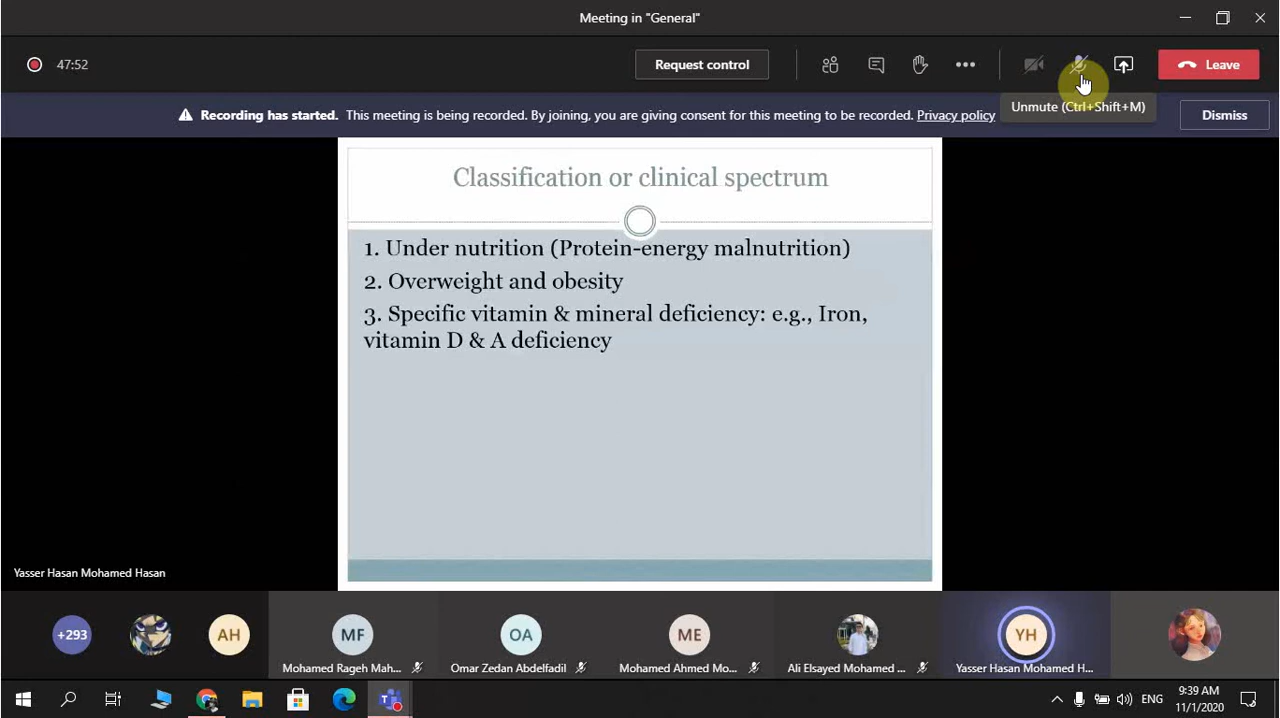 Meeting in "General"
47:52
Request control
Leave
Recording has started. This meeting is being recorded. By joining, you are giving consent for this meeting to be recorded. Privacy policy
Unmute (Ctrl+Shift+M)
Dismiss
Classification or clinical spectrum
1. Under nutrition (Protein-energy malnutrition)
2. Overweight and obesity
3. Specific vitamin & mineral deficiency: e.g., Iron,
vitamin D & A deficiency
Yasser Hasan Mohamed Hasan
+293
AH
MF
OA
ME
YH
Mohamed Rageh Mah...
Omar Zedan Abdelfadil
Mohamed Ahmed Mo...
Ali Elsayed Mohamed ...
Yasser Hasan Mohamed H...
ENG
9:39 AM
11/1/2020